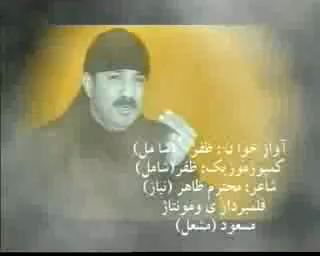 آواز خوان: ظفر (شامل)
کمپوزموزیک: ظفر(شامل)
شاعر: محترم طاهر (نیاز)
فلمبرداری ومونتاژ
مسعود (مشعل)